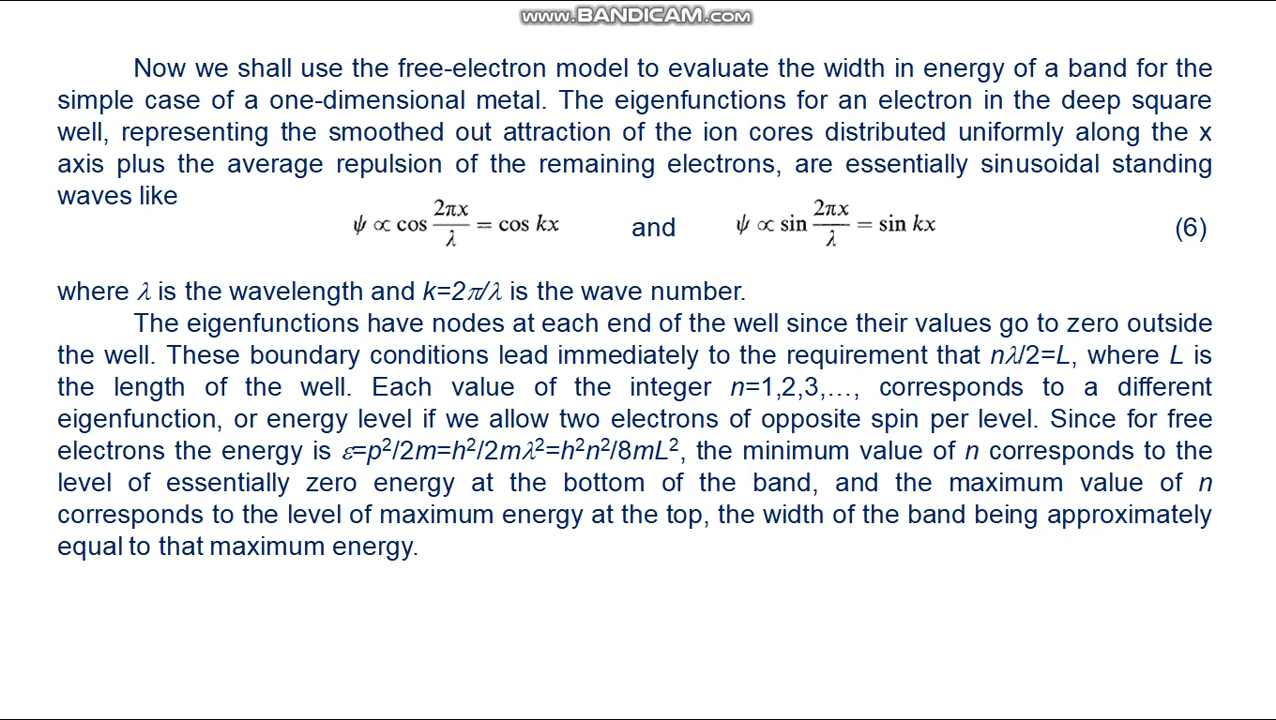 www.BANDICAM.com
Now we shall use the free-electron model to evaluate the width in energy of a band for the
simple case of a one-dimensional metal. The eigenfunctions for an electron in the deep square
well, representing the smoothed out attraction of the ion cores distributed uniformly along the x
axis plus the average repulsion of the remaining electrons, are essentially sinusoidal standing
waves like
ψ ∝ cos 2πx/λ = cos kx and ψ ∝ sin 2πx/λ = sin kx (6)
where λ is the wavelength and k=2π/λ is the wave number.
The eigenfunctions have nodes at each end of the well since their values go to zero outside
the well. These boundary conditions lead immediately to the requirement that nλ/2=L, where L is
the length of the well. Each value of the integer n=1,2,3,…, corresponds to a different
eigenfunction, or energy level if we allow two electrons of opposite spin per level. Since for free
electrons the energy is ε=p²/2m=h²/2mλ²=h²n²/8mL², the minimum value of n corresponds to the
level of essentially zero energy at the bottom of the band, and the maximum value of n
corresponds to the level of maximum energy at the top, the width of the band being approximately
equal to that maximum energy.